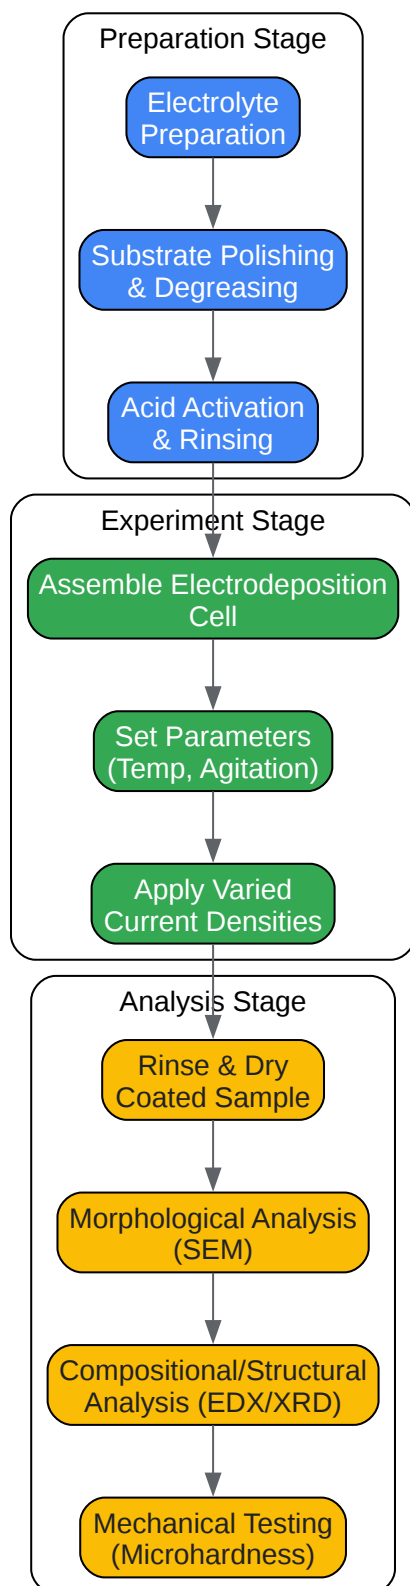 Preparation Stage
Electrolyte
Preparation
Substrate Polishing
& Degreasing
Acid Activation
& Rinsing
Experiment Stage
Assemble Electrodeposition
Cell
Set Parameters
(Temp, Agitation)
Apply Varied
Current Densities
Analysis Stage
Rinse & Dry
Coated Sample
Morphological Analysis
(SEM)
Compositional/Structural
Analysis (EDX/XRD)
Mechanical Testing
(Microhardness)